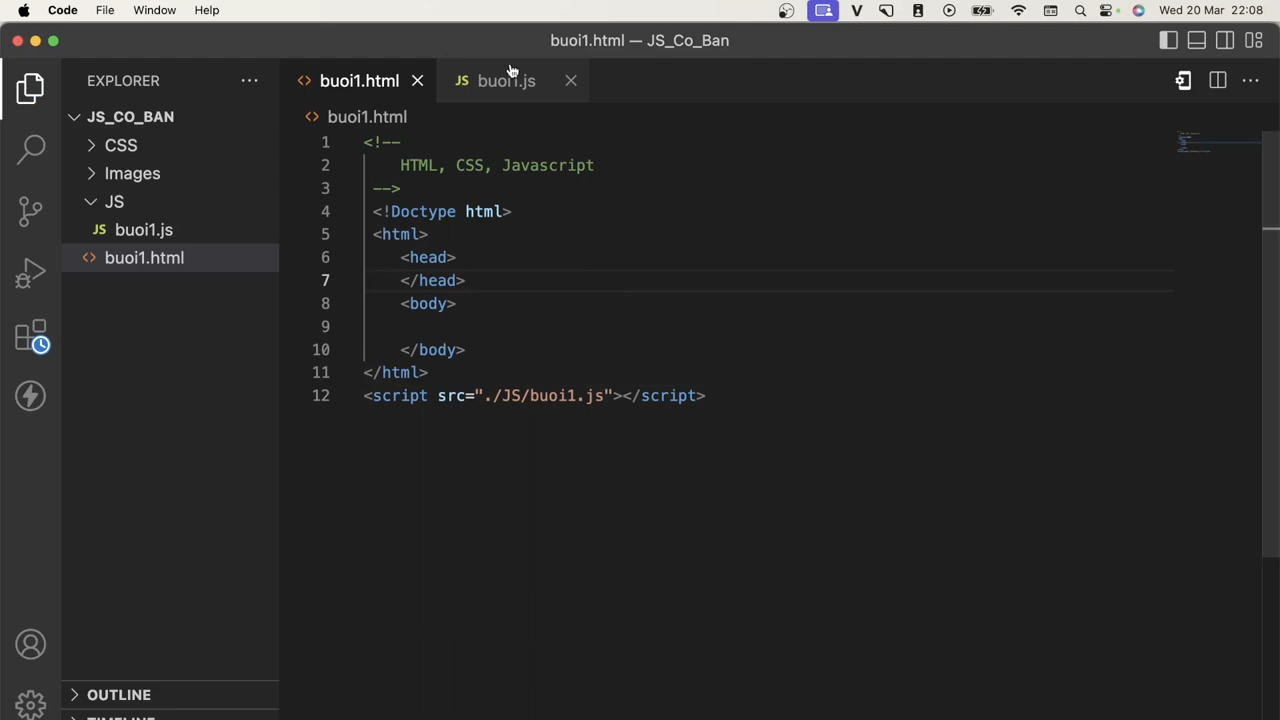 Code File Window Help Wed 20 Mar 22:08
buoi1.html — JS_Co_Ban
EXPLORER
buoi1.html
JS buoi1.js
JS_CO_BAN
buoi1.html
CSS
Images
JS
JS buoi1.js
buoi1.html
1 <!--
2 HTML, CSS, Javascript
3 -->
4 <!Doctype html>
5 <html>
6 <head>
7 </head>
8 <body>
9
10 </body>
11 </html>
12 <script src="./JS/buoi1.js"></script>
OUTLINE